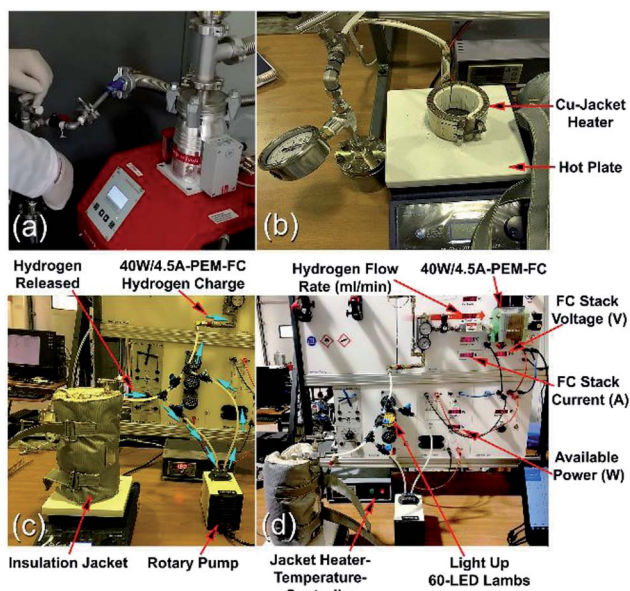 (a)
(b)
Cu-Jacket
Heater
Hot Plate
Hydrogen
Released
40W/4.5A-PEM-FC
Hydrogen Charge
Hydrogen Flow
Rate (ml/min)
40W/4.5A-PEM-FC
FC Stack
Voltage (V)
FC Stack
Current (A)
Available
Power (W)
(c)
(d)
Insulation Jacket
Rotary Pump
Jacket Heater-
Temperature-
Light Up
60-LED Lambs